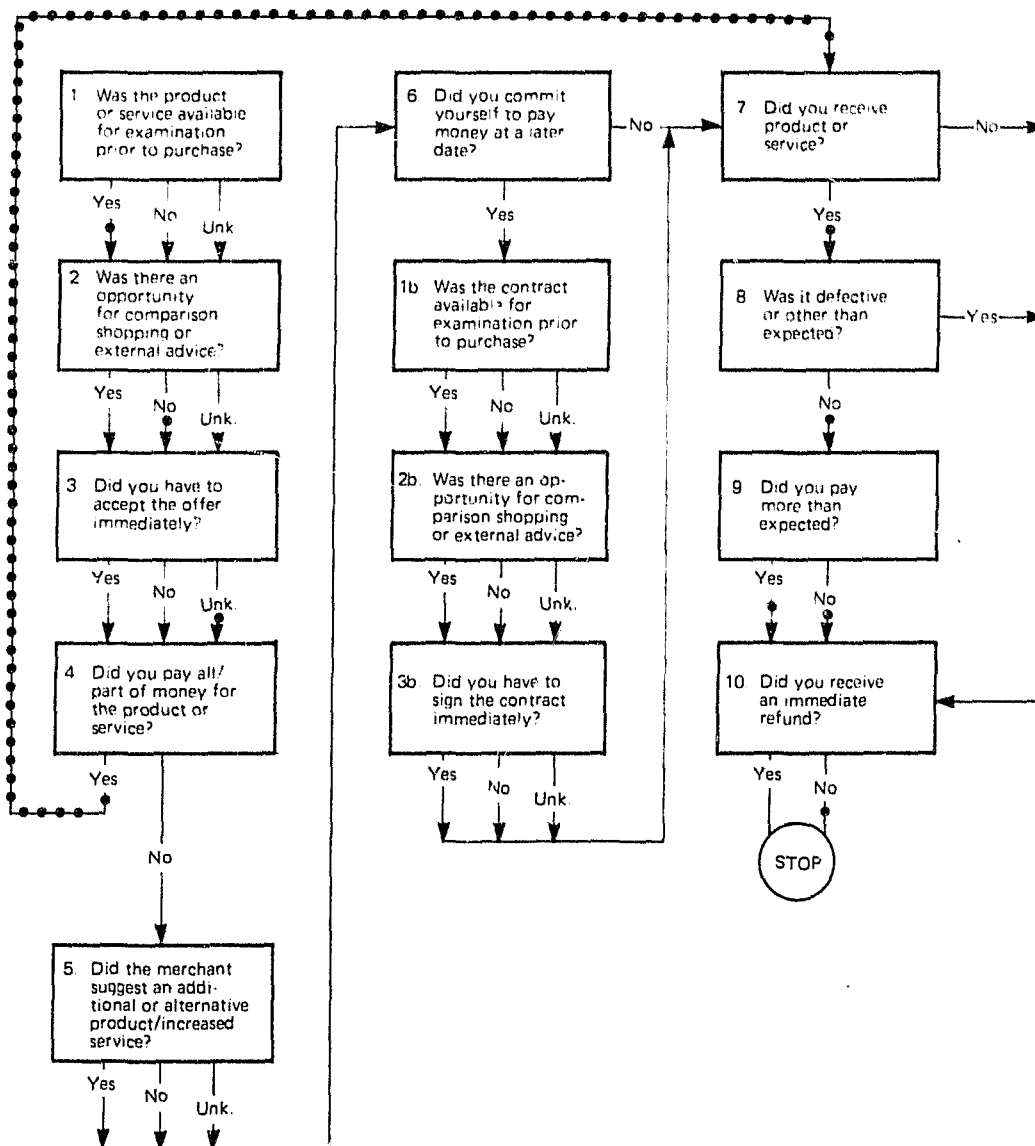 1 Was the product
or service available
for examination
prior to purchase?
Yes
No
Unk
2 Was there an
opportunity
for comparison
shopping or
external advice?
Yes
No
Unk.
3 Did you have to
accept the offer
immediately?
Yes
No
Unk.
4 Did you pay all/
part of money for
the product or
service?
Yes
No
5. Did the merchant
suggest an addi-
tional or alternative
product/increased
service?
Yes
No
Unk.
6. Did you commit
yourself to pay
money at a later
date?
No
Yes
1b Was the contract
available for
examination prior
to purchase?
Yes
No
Unk.
2b. Was there an op-
portunity for com-
parison shopping
or external advice?
Yes
No
Unk.
3b. Did you have to
sign the contract
immediately?
Yes
No
Unk.
7 Did you receive
product or
service?
No
Yes
8 Was it defective
or other than
expected?
Yes
No
9 Did you pay
more than
expected?
Yes
No
10. Did you receive
an immediate
refund?
Yes
No
STOP